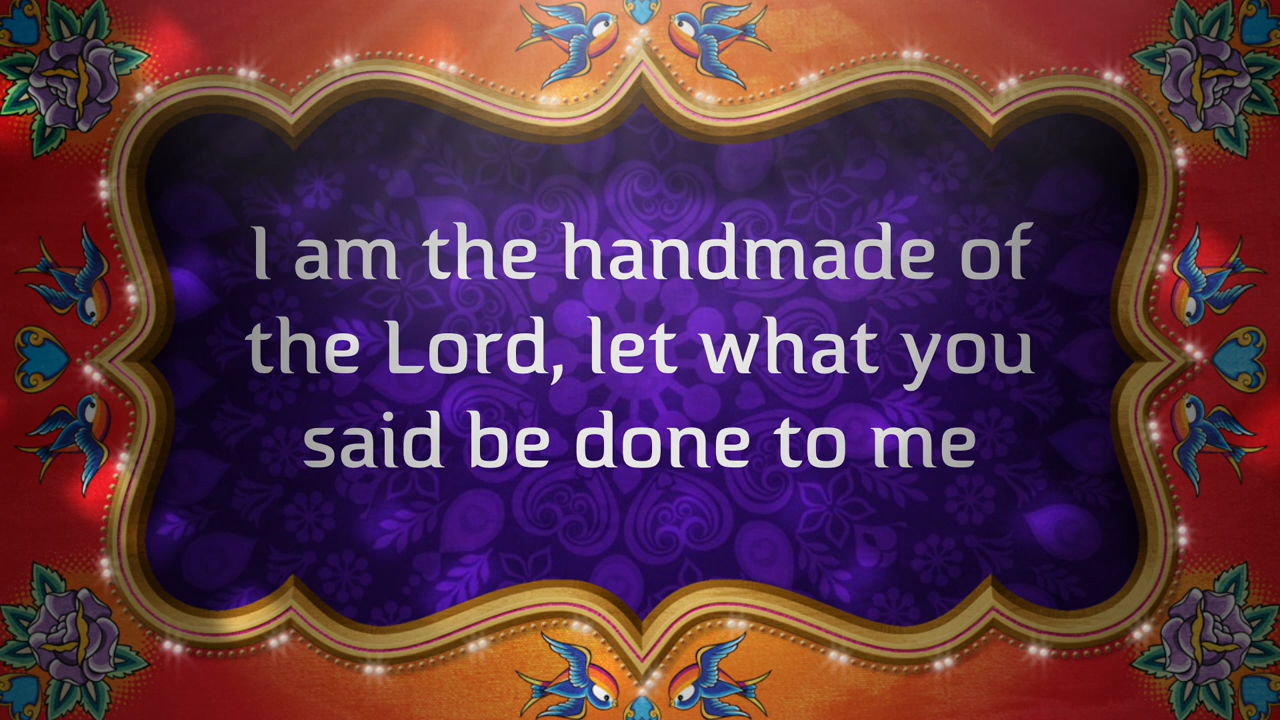 I am the handmade of
the Lord, let what you
said be done to me